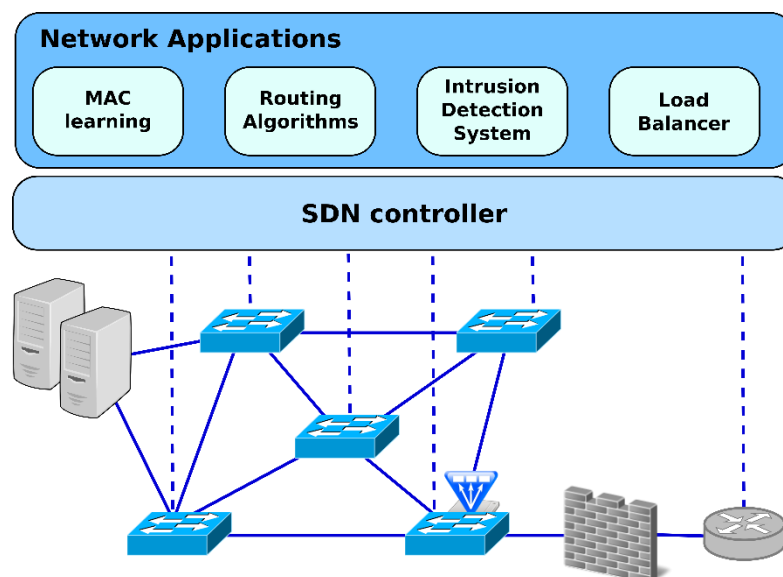 Network Applications
MAC
learning
Routing
Algorithms
Intrusion
Detection
System
Load
Balancer
SDN controller